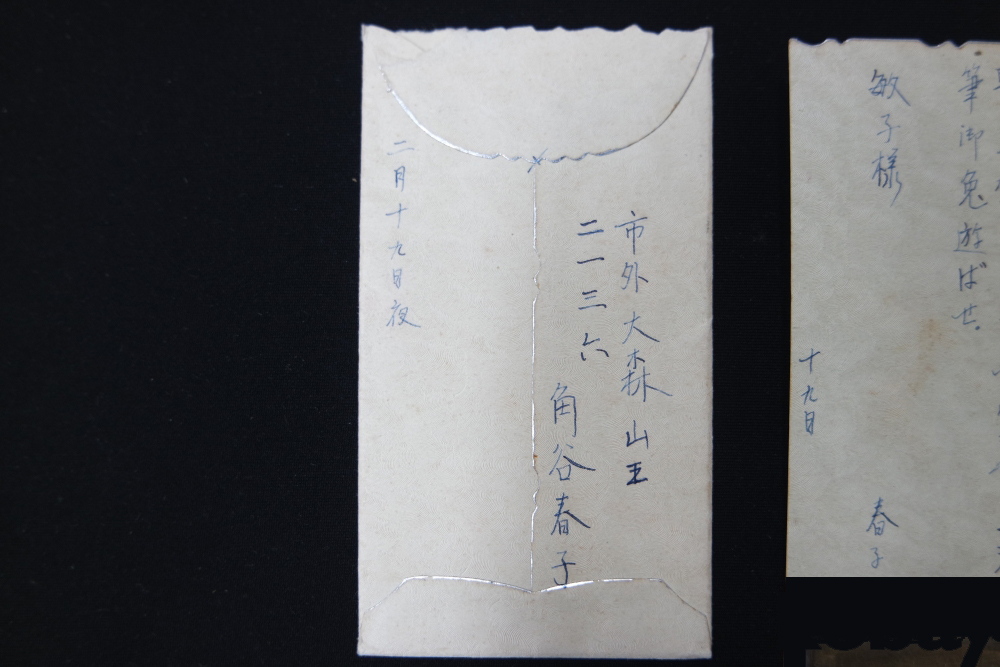 市外大森山王
二一三六
角谷春子
二月十九日夜
筆御免遊ばせ。
敏子様
春子
十九日